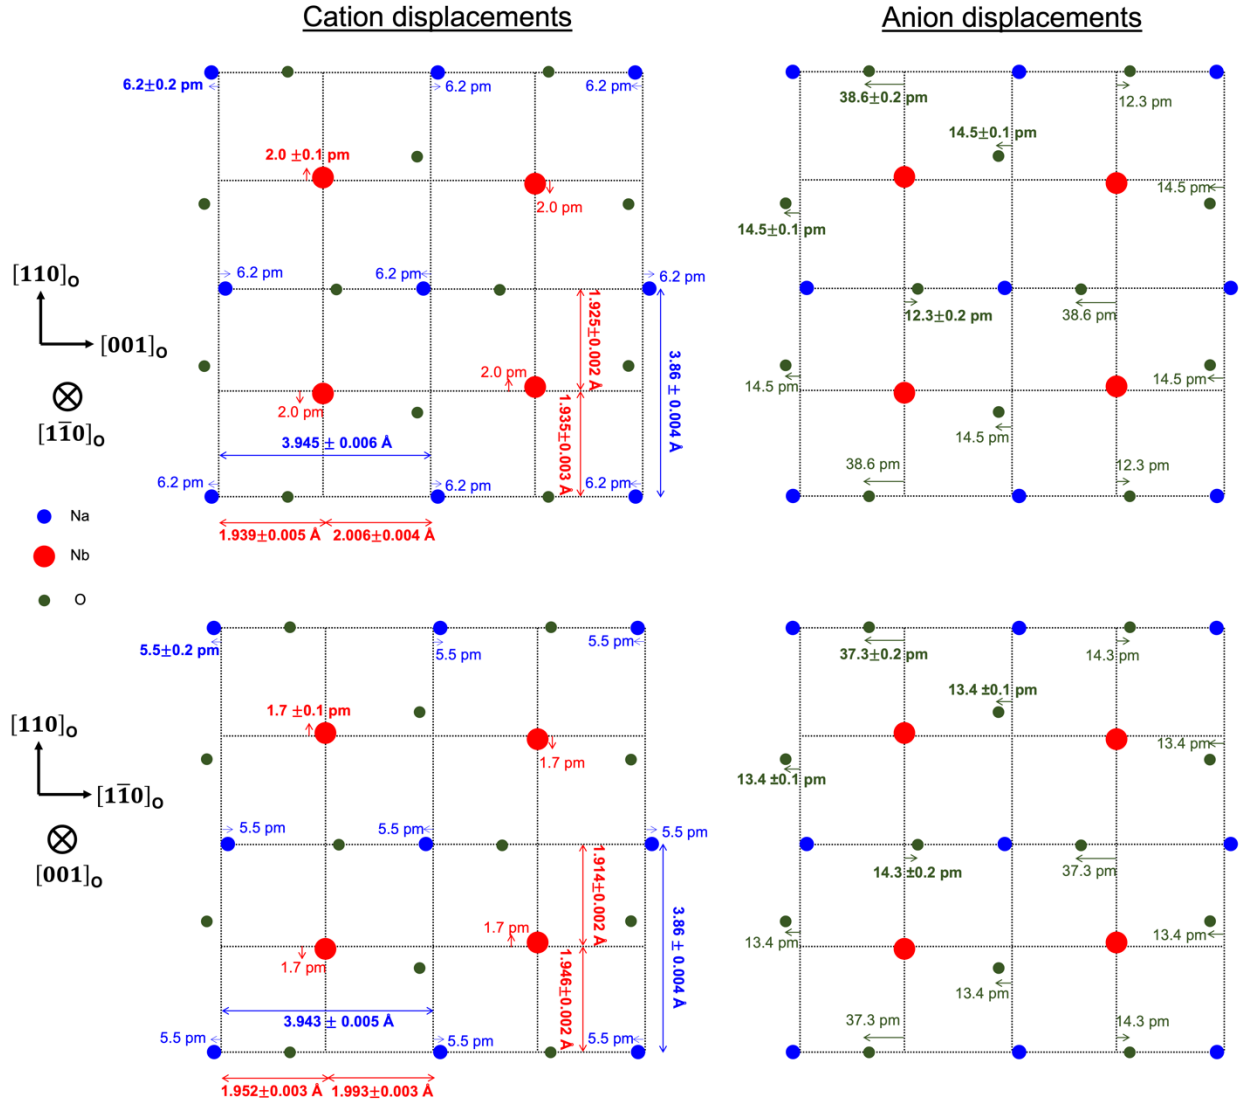 Cation displacements
Anion displacements
6.2±0.2 pm
6.2 pm
6.2 pm
38.6±0.2 pm
12.3 pm
2.0 ±0.1 pm
14.5±0.1 pm
2.0 pm
14.5 pm
14.5±0.1 pm
6.2 pm
6.2 pm
6.2 pm
[110]O
[001]O
[11̅0]O
1.925±0.002 Å
3.86 ± 0.004 Å
12.3±0.2 pm
38.6 pm
2.0 pm
2.0 pm
14.5 pm
14.5 pm
1.935±0.003 Å
3.945 ± 0.006 Å
14.5 pm
6.2 pm
6.2 pm
6.2 pm
38.6 pm
12.3 pm
1.939±0.005 Å
2.006±0.004 Å
Na
Nb
O
5.5±0.2 pm
5.5 pm
5.5 pm
37.3±0.2 pm
14.3 pm
1.7 ±0.1 pm
13.4 ±0.1 pm
1.7 pm
13.4 pm
13.4 ±0.1 pm
[110]O
[11̅0]O
[001]O
5.5 pm
5.5 pm
5.5 pm
1.914±0.002 Å
3.86 ± 0.004 Å
14.3 ±0.2 pm
37.3 pm
1.7 pm
1.7 pm
13.4 pm
13.4 pm
1.946±0.002 Å
3.943 ± 0.005 Å
13.4 pm
5.5 pm
5.5 pm
5.5 pm
37.3 pm
14.3 pm
1.952±0.003 Å
1.993±0.003 Å